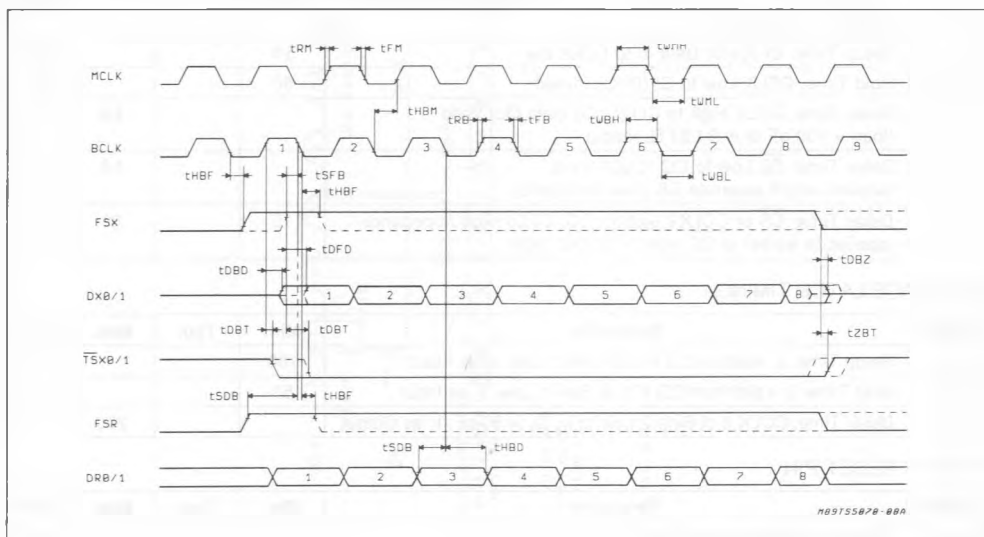 tRM tFM tWMH
MCLK
tHBM tWML
tRB tFB tWBH
BCLK 1 2 3 4 5 6 7 8 9
tHBF tSFB tWBL
tHBF
FSX
tDFD tDBZ
tDBD
DX0/1 1 2 3 4 5 6 7 8
tDBT tDBT tZBT
TSX0/1
tSDB tHBF
FSR
tSDB tHBD
DR0/1 1 2 3 4 5 6 7 8
M89TS5070-08A